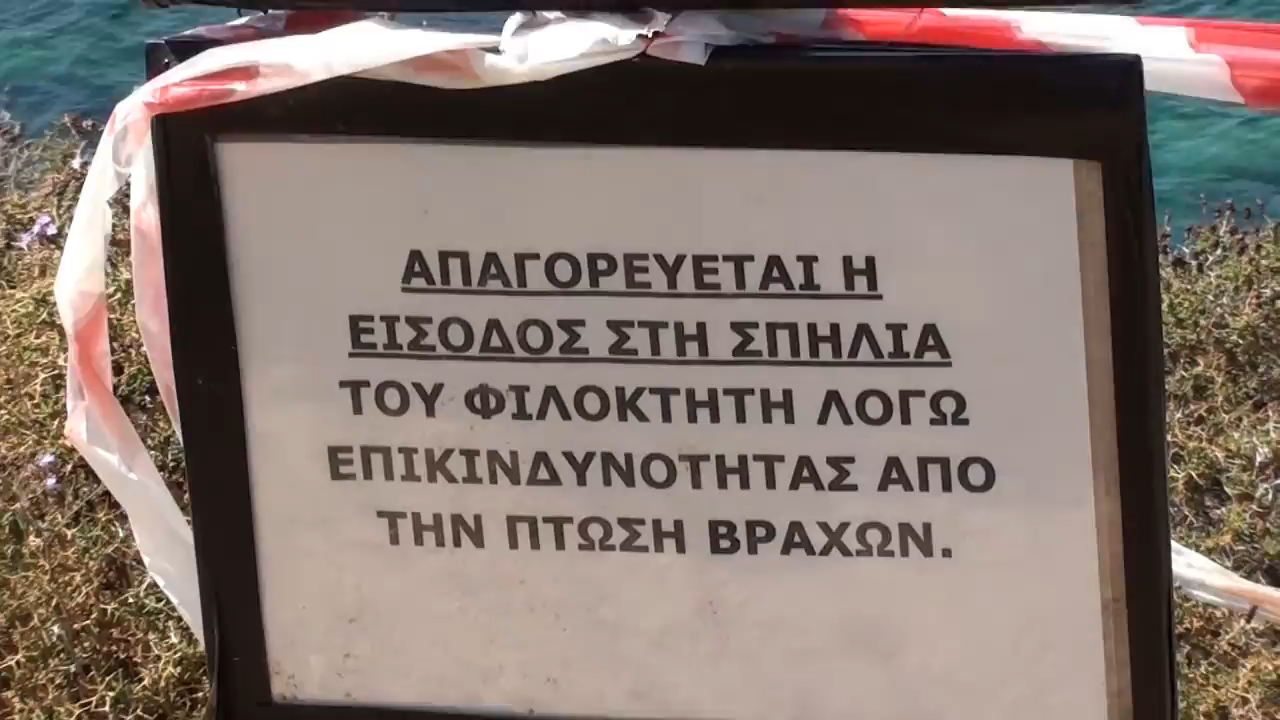 ΑΠΑΓΟΡΕΥΕΤΑΙ Η
ΕΙΣΟΔΟΣ ΣΤΗ ΣΠΗΛΙΑ
ΤΟΥ ΦΙΛΟΚΤΗΤΗ ΛΟΓΩ
ΕΠΙΚΙΝΔΥΝΟΤΗΤΑΣ ΑΠΟ
ΤΗΝ ΠΤΩΣΗ ΒΡΑΧΩΝ.